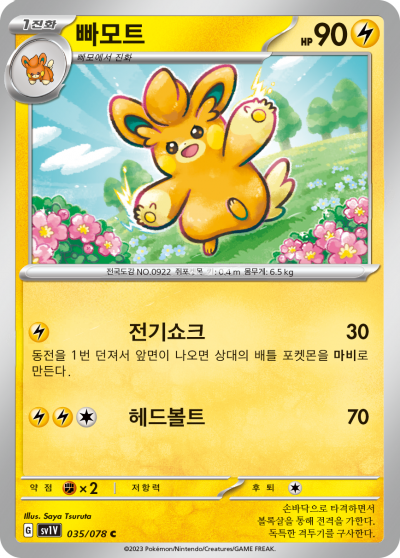 1진화
빠모트
HP 90
빠모에서 진화
전국도감 NO.0922 쥐포켓몬 키: 0.4 m 몸무게: 6.5 kg
전기쇼크 30
동전을 1번 던져서 앞면이 나오면 상대의 배틀 포켓몬을 마비로
만든다.
헤드볼트 70
약점 ×2 저항력 후퇴
Illus. Saya Tsuruta
G sv1V 035/078 C
손바닥으로 타격하면서
볼록살을 통해 전격을 가한다.
독특한 격투기를 구사한다.
©2023 Pokémon/Nintendo/Creatures/GAME FREAK.